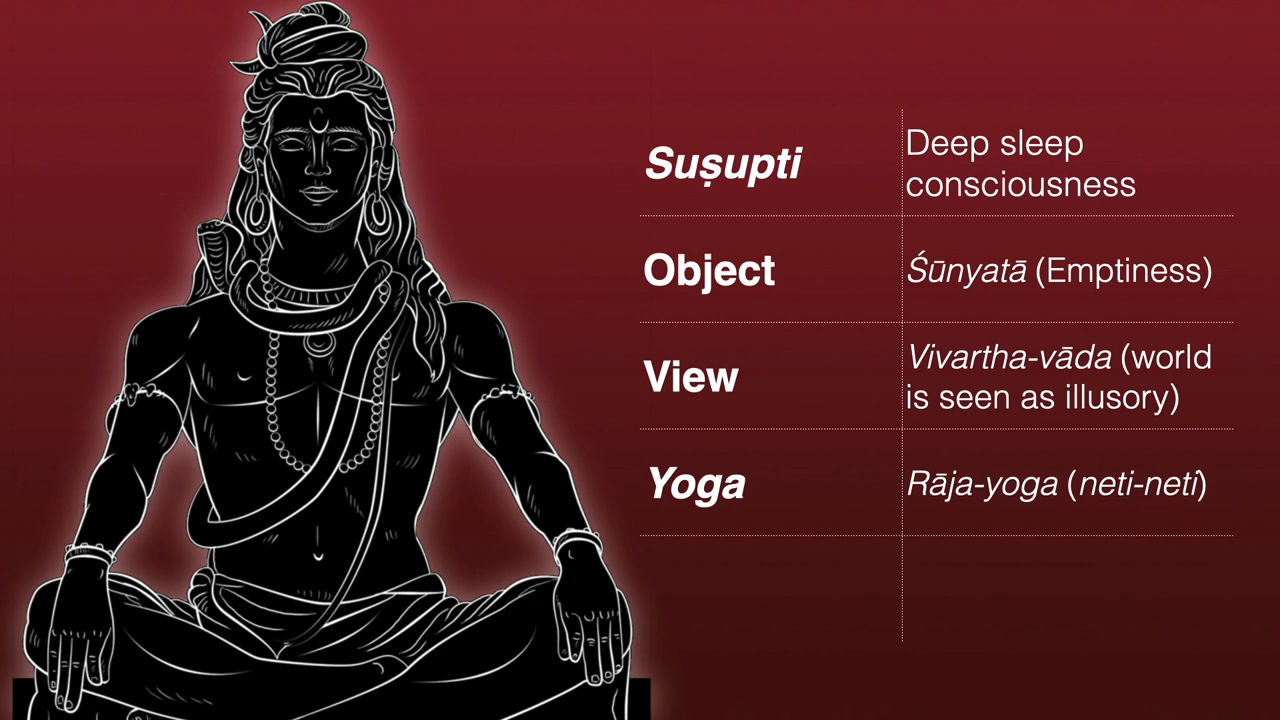 Suṣupti
Deep sleep
consciousness
Object
Śūnyatā (Emptiness)
View
Vivartha-vāda (world
is seen as illusory)
Yoga
Rāja-yoga (neti-neti)